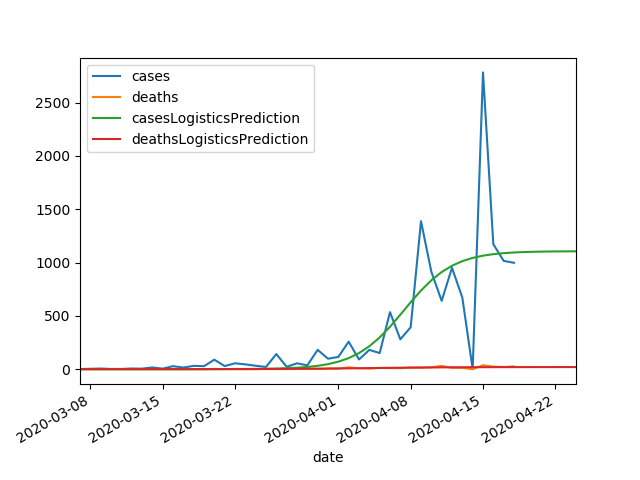 cases
deaths
casesLogisticsPrediction
deathsLogisticsPrediction
2500
2000
1500
1000
500
0
2020-03-08
2020-03-15
2020-03-22
2020-04-01
2020-04-08
2020-04-15
2020-04-22
date